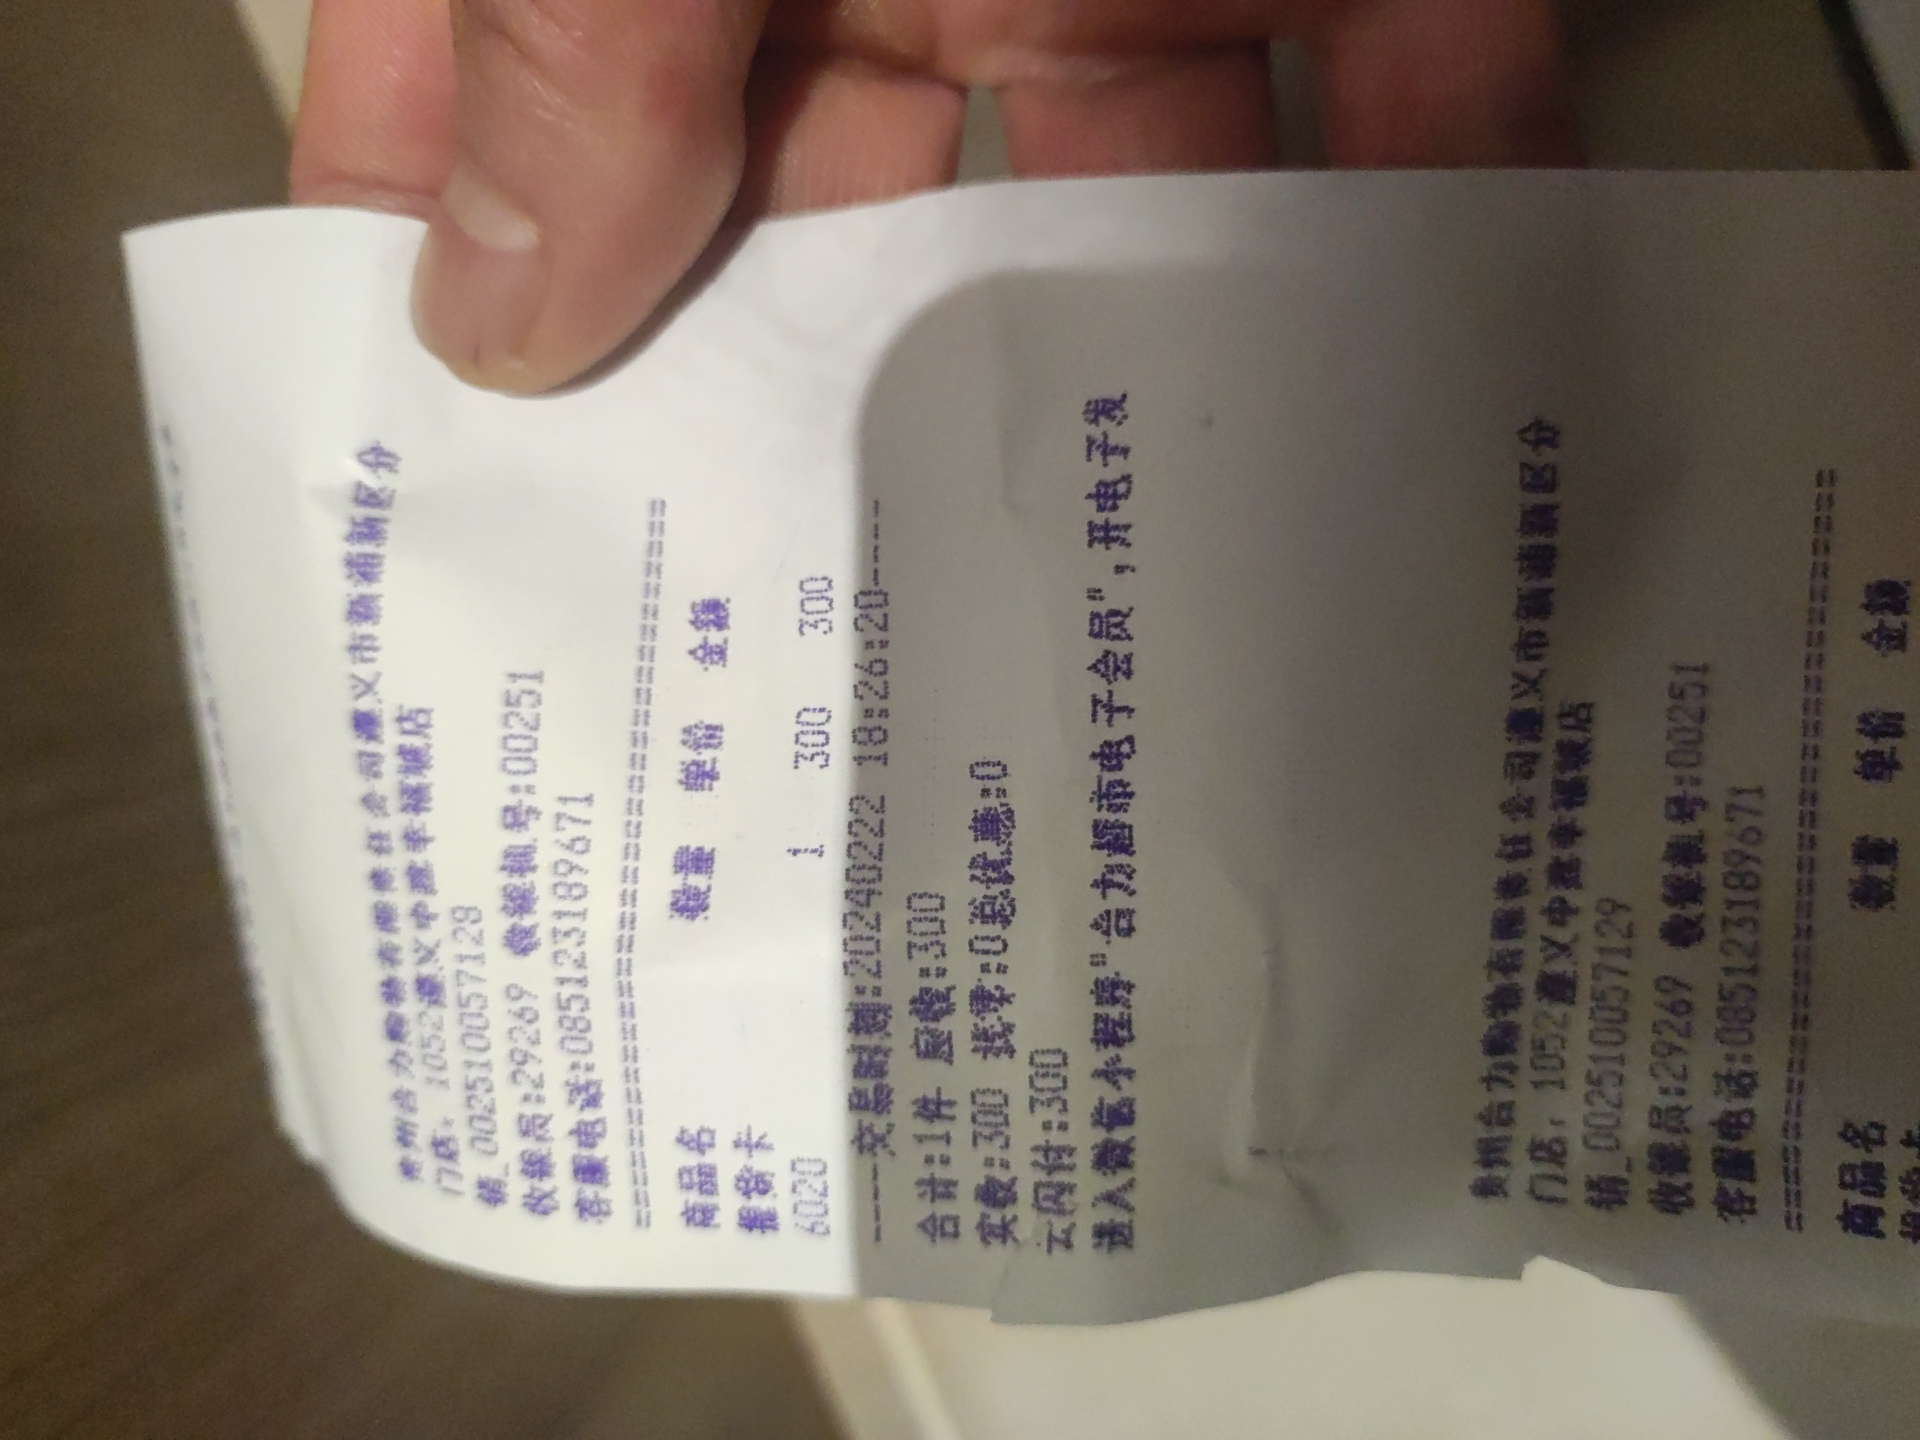 贵州合力购物有限责任公司遵义市新浦新区分
门店: 1052遵义中建幸福城店
销_00251005712​9
收银员:29269 收银机号:00251
客服电话:085123189671
==========================================
商品名 数量 单价 金额
提货卡
6020 1 300 300
----交易时刻:20240222 18:26:20----
合计:1件 应收:300
实收:300 找零:0总优惠:0
云闪付:300
进入微信小程序"合力超市电子会员",开电子发
贵州合力购物有限责任公司遵义市新浦新区分
门店: 1052遵义中建幸福城店
销_002510057129
收银员:29269 收银机号:00251
客服电话:085123189671
==========================================
商品名 数量 单价 金额
提货卡